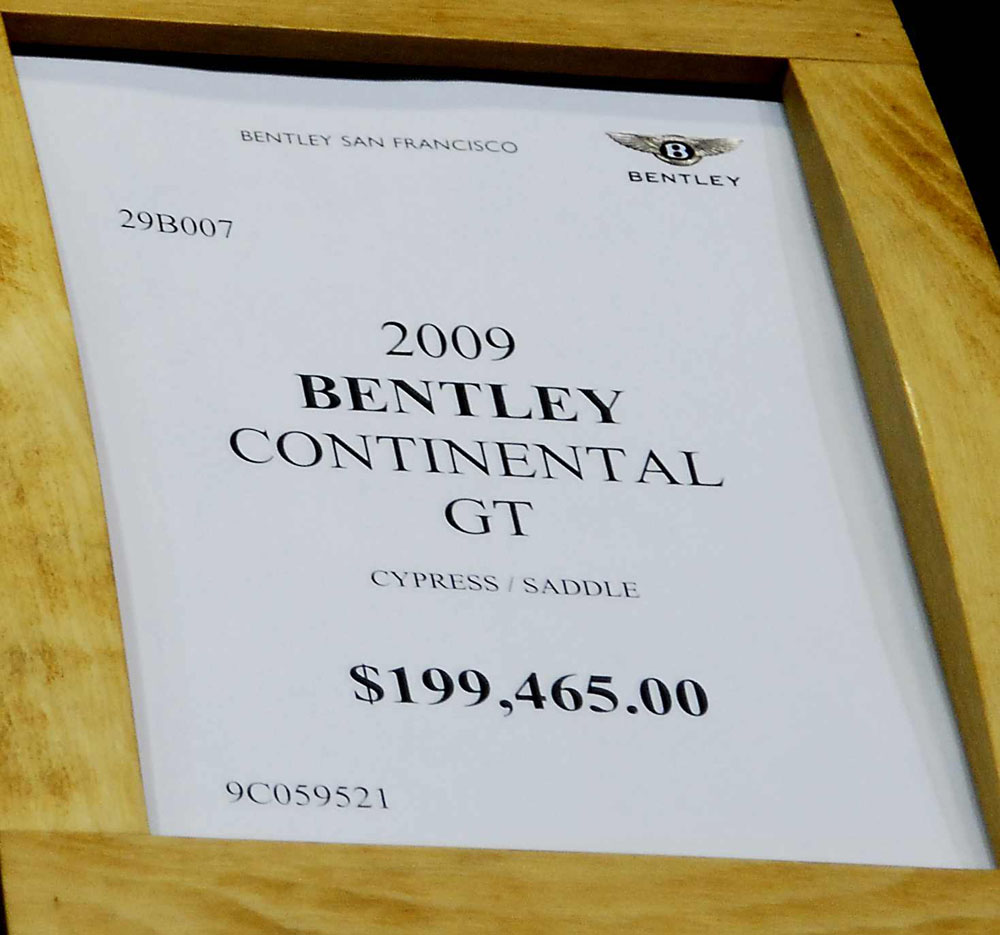 BENTLEY SAN FRANCISCO
B
BENTLEY
29B007
2009
BENTLEY
CONTINENTAL
GT
CYPRESS / SADDLE
$199,465.00
9C059521